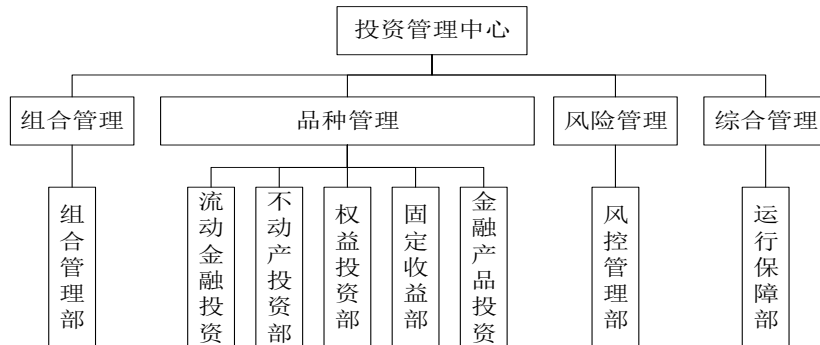 投资管理中心
组合管理
品种管理
风险管理
综合管理
组合管理部
流动金融投资
不动产投资部
权益投资部
固定收益部
金融产品投资
风控管理部
运行保障部